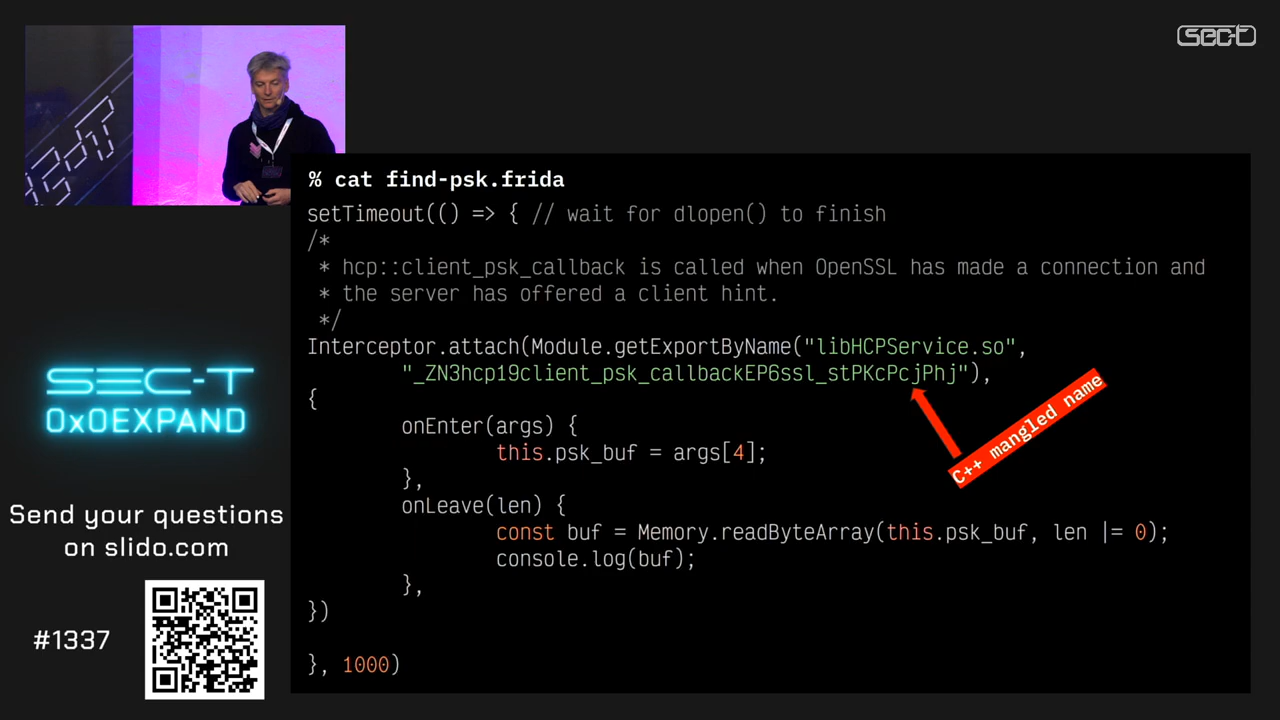 SEC-T
% cat find-psk.frida
setTimeout(() => { // wait for dlopen() to finish
/*
 * hcp::client_psk_callback is called when OpenSSL has made a connection and
 * the server has offered a client hint.
 */
Interceptor.attach(Module.getExportByName("libHCPService.so",
"_ZN3hcp19client_psk_callbackEP6ssl_stPKcPcjPhj"),
{
onEnter(args) {
this.psk_buf = args[4];
},
onLeave(len) {
const buf = Memory.readByteArray(this.psk_buf, len |= 0);
console.log(buf);
},
})
}, 1000)
C++ mangled name
SEC-T
0x0EXPAND
Send your questions
on slido.com
#1337